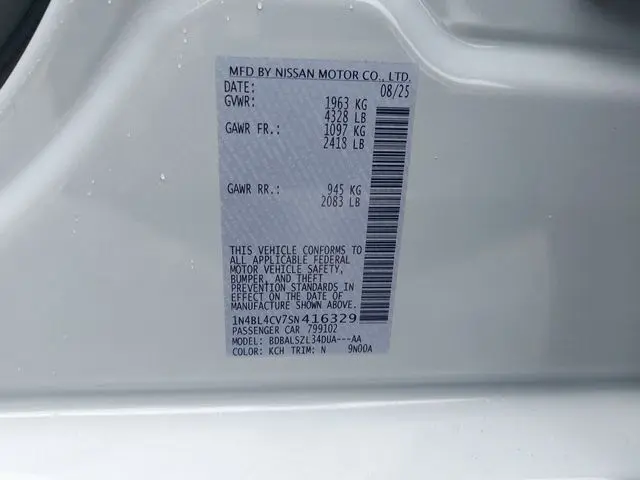 MFD BY NISSAN MOTOR CO., LTD.
DATE: 08/25
GVWR: 1963 KG
4328 LB
GAWR FR.: 1097 KG
2418 LB
GAWR RR.: 945 KG
2083 LB
THIS VEHICLE CONFORMS TO
ALL APPLICABLE FEDERAL
MOTOR VEHICLE SAFETY,
BUMPER, AND THEFT
PREVENTION STANDARDS IN
EFFECT ON THE DATE OF
MANUFACTURE SHOWN ABOVE.
1N4BL4CV7SN416329
PASSENGER CAR 799102
MODEL: BDBALSZL34DUA---AA
COLOR: KCH TRIM: N 9N00A